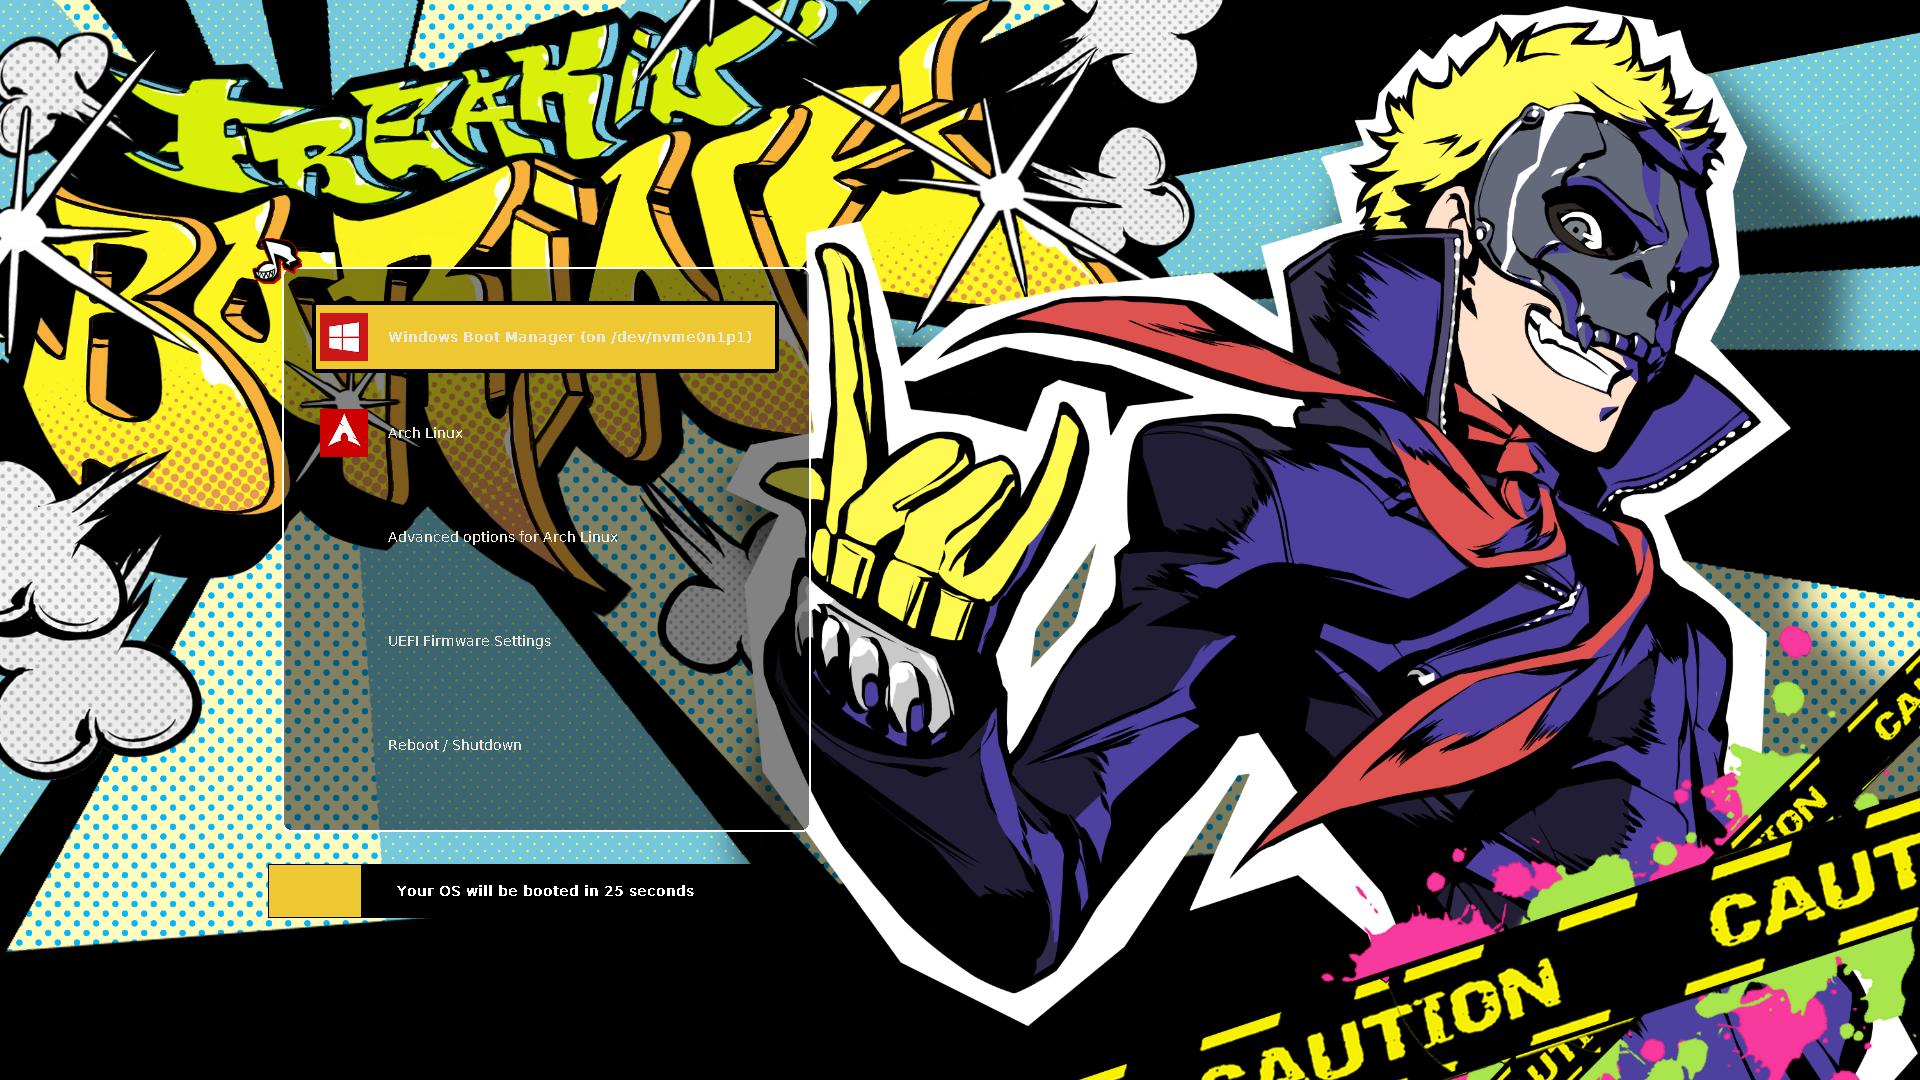 FREAKIN'
BORING
Windows Boot Manager (on /dev/nvme0n1p1)
Arch Linux
Advanced options for Arch Linux
UEFI Firmware Settings
Reboot / Shutdown
Your OS will be booted in 25 seconds
CAUTION